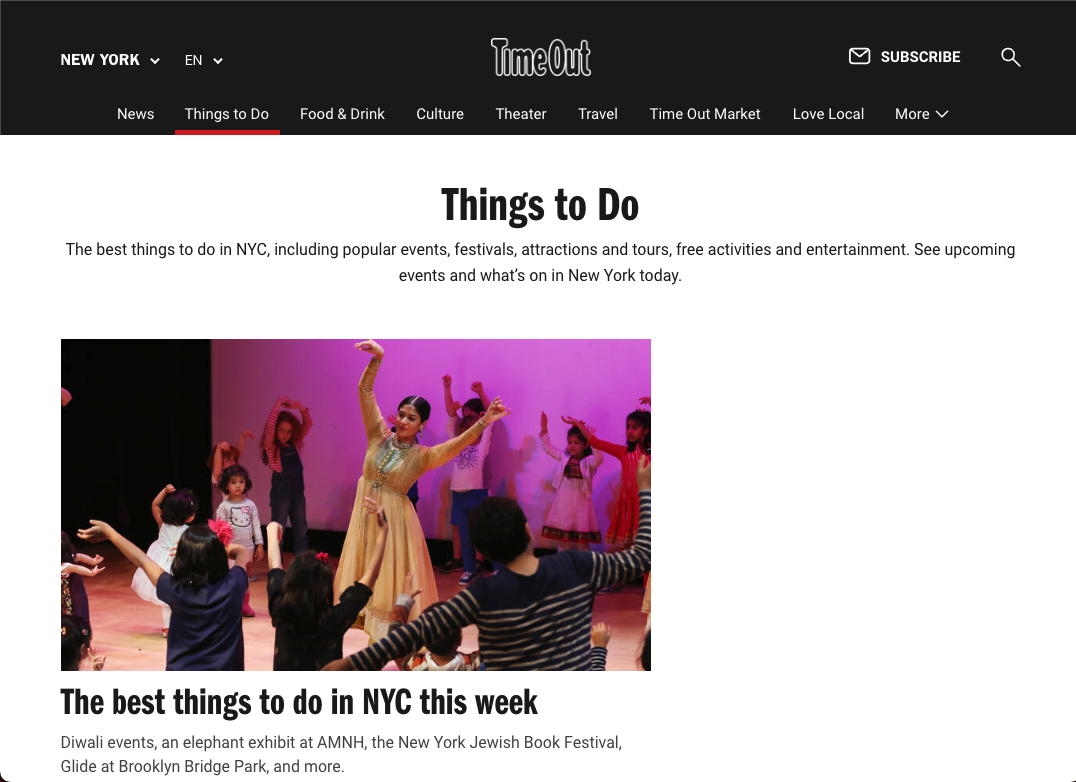 NEW YORK EN TimeOut SUBSCRIBE
News Things to Do Food & Drink Culture Theater Travel Time Out Market Love Local More
Things to Do
The best things to do in NYC, including popular events, festivals, attractions and tours, free activities and entertainment. See upcoming
events and what’s on in New York today.
The best things to do in NYC this week
Diwali events, an elephant exhibit at AMNH, the New York Jewish Book Festival,
Glide at Brooklyn Bridge Park, and more.